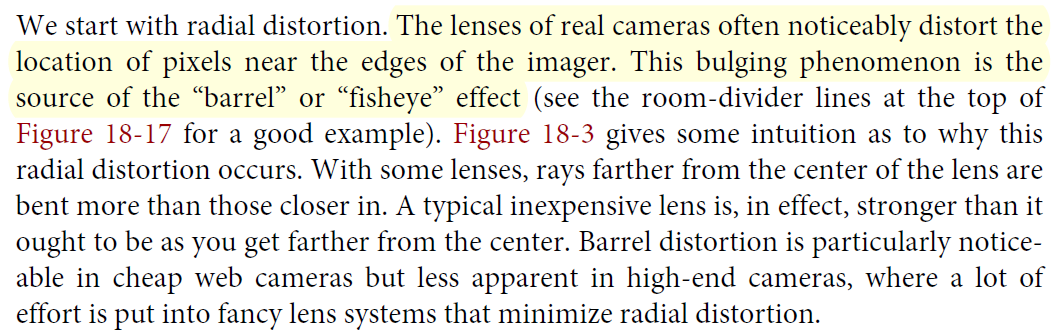 We start with radial distortion. The lenses of real cameras often noticeably distort the
location of pixels near the edges of the imager. This bulging phenomenon is the
source of the “barrel” or “fisheye” effect (see the room-divider lines at the top of
Figure 18-17 for a good example). Figure 18-3 gives some intuition as to why this
radial distortion occurs. With some lenses, rays farther from the center of the lens are
bent more than those closer in. A typical inexpensive lens is, in effect, stronger than it
ought to be as you get farther from the center. Barrel distortion is particularly notice-
able in cheap web cameras but less apparent in high-end cameras, where a lot of
effort is put into fancy lens systems that minimize radial distortion.